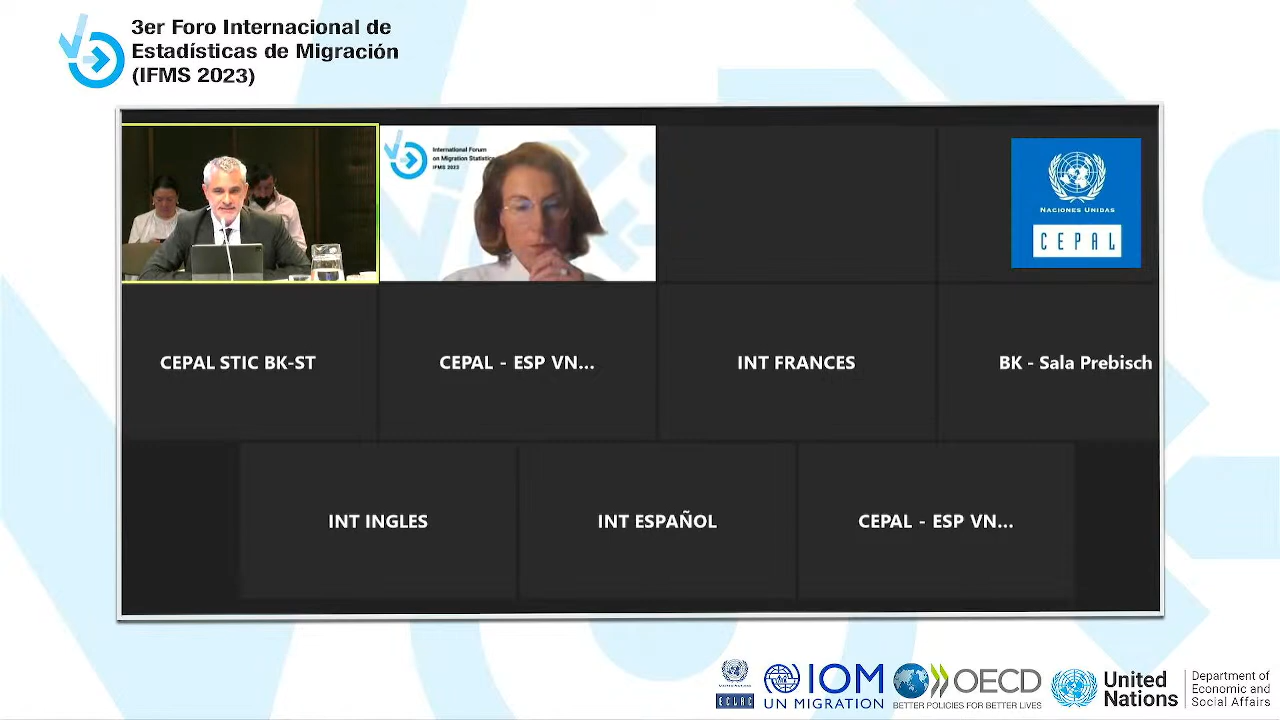 3er Foro Internacional de
Estadísticas de Migración
(IFMS 2023)
International Forum
on Migration Statistics
IFMS 2023
NACIONES UNIDAS
CEPAL
CEPAL STIC BK-ST
CEPAL - ESP VN...
INT FRANCES
BK - Sala Prebisch
INT INGLES
INT ESPAÑOL
CEPAL - ESP VN...
ECLAC
IOM
UN MIGRATION
OECD
BETTER POLICIES FOR BETTER LIVES
United
Nations
Department of
Economic and
Social Affairs